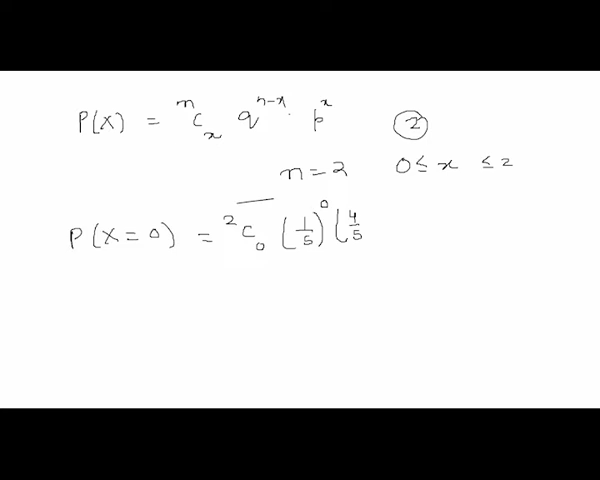 P(X) = ⁿCₓ qⁿ⁻ˣ · pˣ ②
n = 2 0 ≤ x ≤ 2
P(X = 0) = ²C₀ (1/5)⁰ (4/5